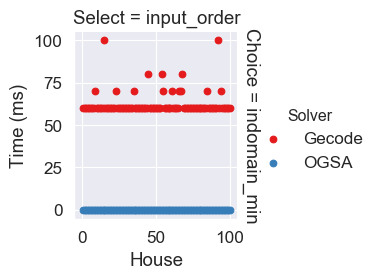 Select = input_order
Time (ms)
100
75
50
25
0
0
50
100
House
Choice = indomain_min
Solver
Gecode
OGSA